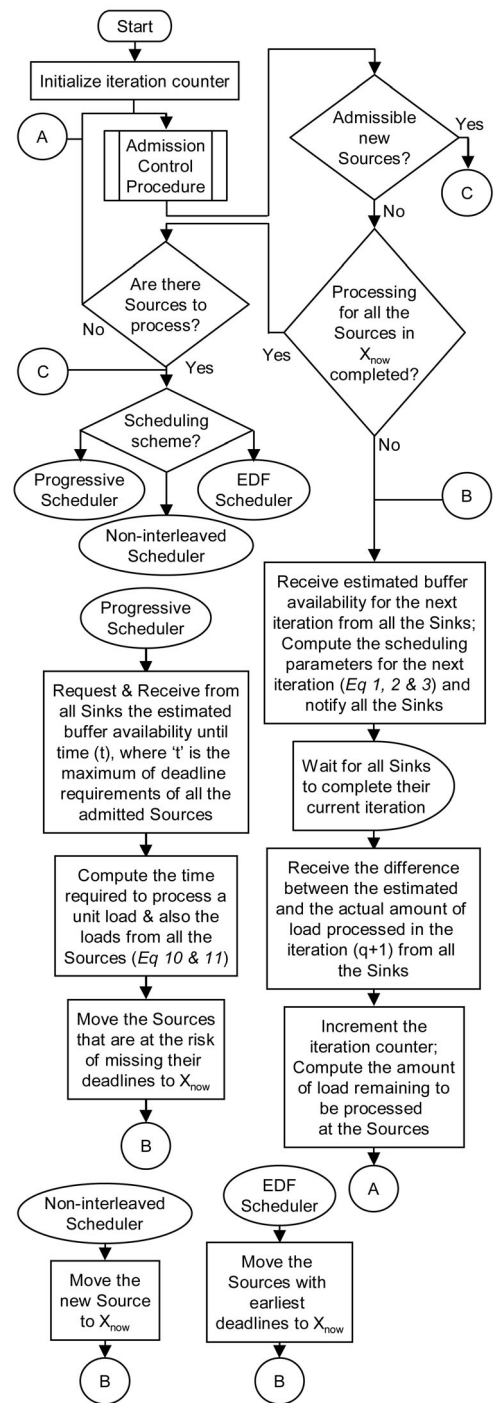 Start
Initialize iteration counter
A
Admission
Control
Procedure
Admissible
new
Sources?
Yes
C
No
Are there
Sources to
process?
No
Yes
C
Processing
for all the
Sources in
Xnow
completed?
Yes
No
B
Scheduling
scheme?
Progressive
Scheduler
EDF
Scheduler
Non-interleaved
Scheduler
Receive estimated buffer
availability for the next
iteration from all the Sinks;
Compute the scheduling
parameters for the next
iteration (Eq 1, 2 & 3) and
notify all the Sinks
Wait for all Sinks
to complete their
current iteration
Receive the difference
between the estimated
and the actual amount of
load processed in the
iteration (q+1) from all
the Sinks
Increment the
iteration counter;
Compute the amount
of load remaining to
be processed
at the Sources
A
Progressive
Scheduler
Request & Receive from
all Sinks the estimated
buffer availability until
time (t), where ‘t’ is the
maximum of deadline
requirements of all the
admitted Sources
Compute the time
required to process a
unit load & also the
loads from all the
Sources (Eq 10 & 11)
Move the Sources
that are at the risk
of missing their
deadlines to Xnow
B
Non-interleaved
Scheduler
Move the
new Source
to Xnow
B
EDF
Scheduler
Move the
Sources with
earliest
deadlines to Xnow
B